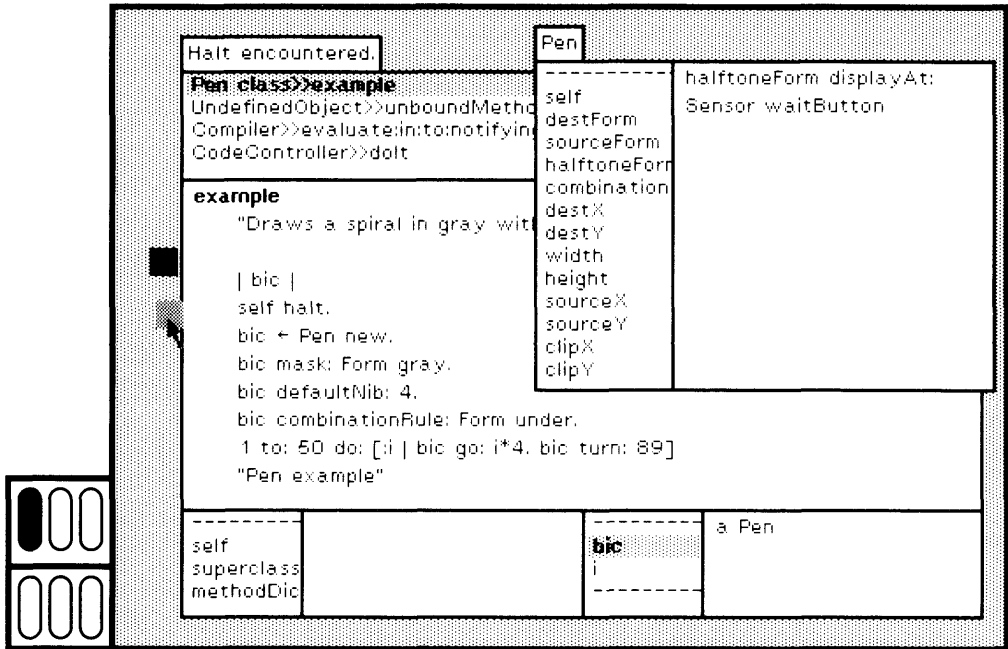 Halt encountered.
Pen class>>example
UndefinedObject>>unboundMetho
Compiler>>evaluate:in:to:notifying
CodeController>>doIt
example
"Draws a spiral in gray with
| bic |
self halt.
bic ← Pen new.
bic mask: Form gray.
bic defaultNib: 4.
bic combinationRule: Form under.
1 to: 50 do: [:i | bic go: i*4. bic turn: 89]
"Pen example"
self
superclass
methodDic
bic
i
a Pen
Pen
self
destForm
sourceForm
halftoneForm
combination
destX
destY
width
height
sourceX
sourceY
clipX
clipY
halftoneForm displayAt:
Sensor waitButton